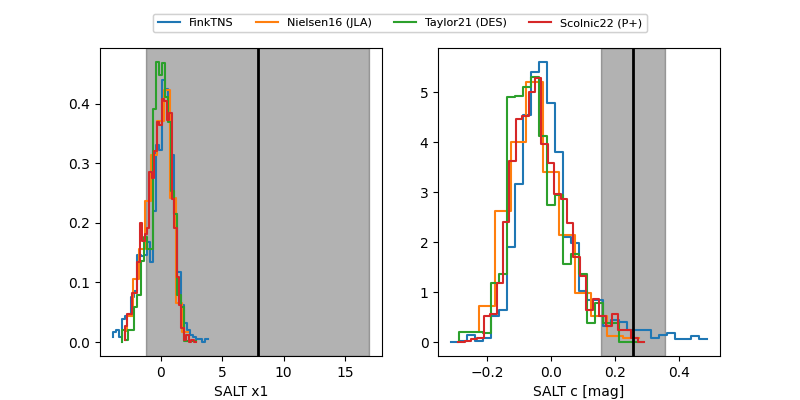 FinkTNS Nielsen16 (JLA) Taylor21 (DES) Scolnic22 (P+)
0.4
0.3
0.2
0.1
0.0
0 5 10 15
SALT x1
5
4
3
2
1
0
−0.2 0.0 0.2 0.4
SALT c [mag]